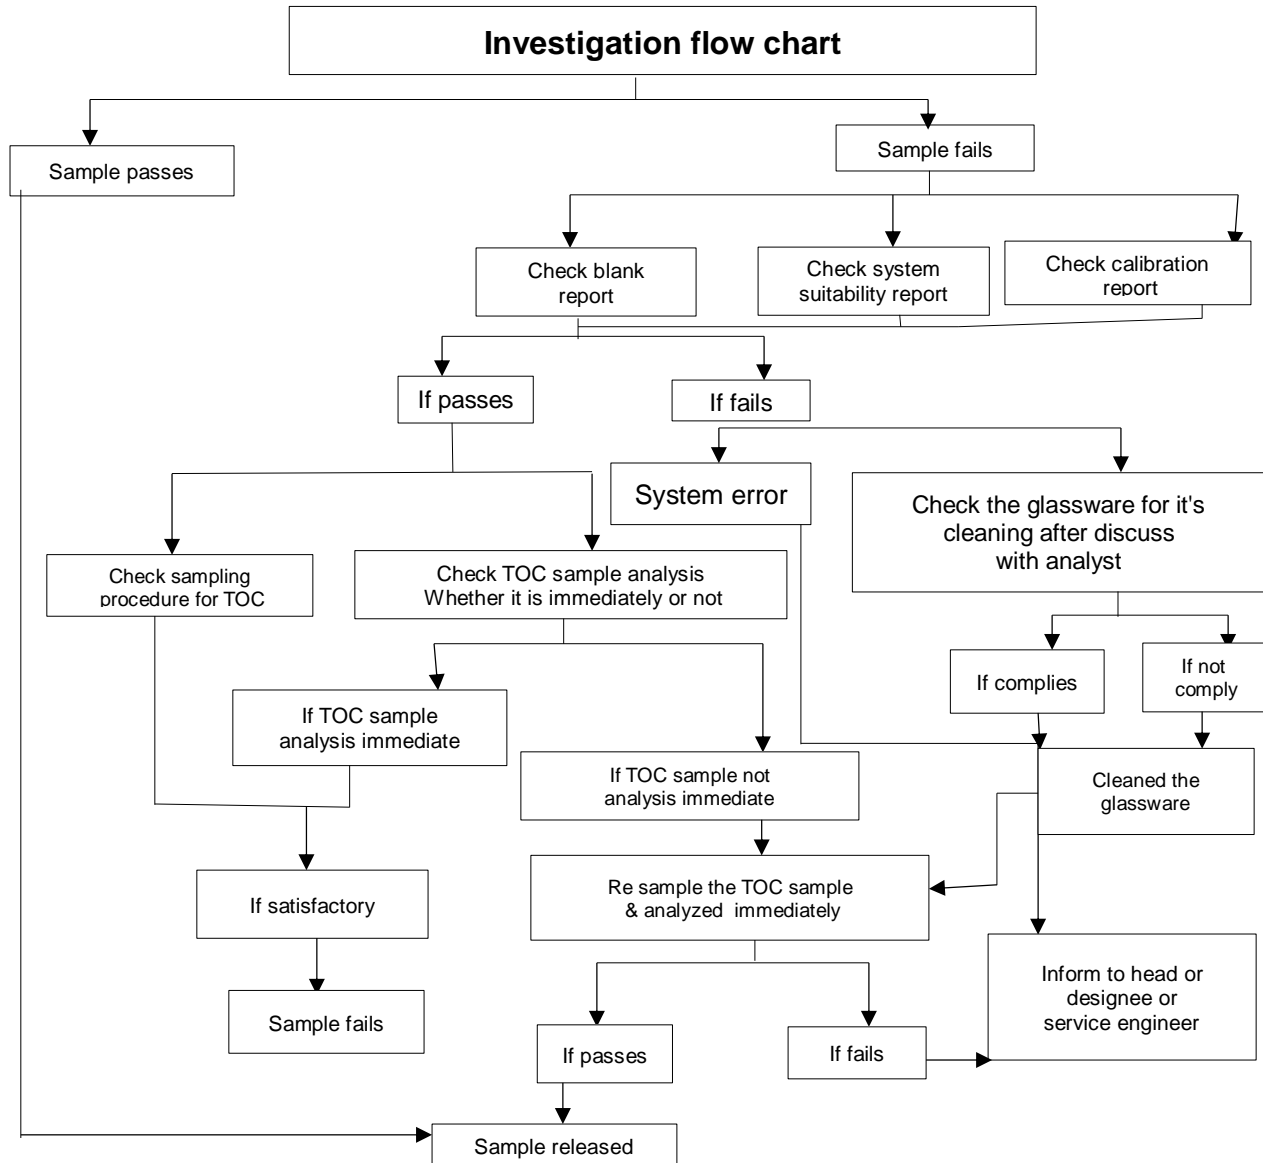 Investigation flow chart
Sample passes
Sample fails
Check blank
report
Check system
suitability report
Check calibration
report
If passes
If fails
System error
Check the glassware for it's
cleaning after discuss
with analyst
Check sampling
procedure for TOC
Check TOC sample analysis
Whether it is immediately or not
If complies
If not
comply
If TOC sample
analysis immediate
If TOC sample not
analysis immediate
Cleaned the
glassware
If satisfactory
Re sample the TOC sample
& analyzed immediately
Sample fails
Inform to head or
designee or
service engineer
If passes
If fails
Sample released